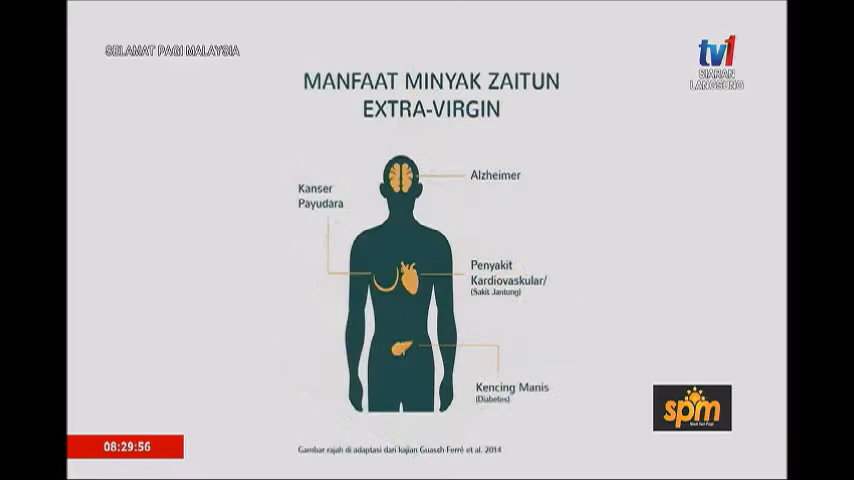 SELAMAT PAGI MALAYSIA
tv1
SIARAN
LANGSUNG
MANFAAT MINYAK ZAITUN
EXTRA-VIRGIN
Alzheimer
Kanser
Payudara
Penyakit
Kardiovaskular/
(Sakit Jantung)
Kencing Manis
(Diabetes)
spm
08:29:56
Gambar rajah di adaptasi dari kajian Guasch Ferré et al. 2014